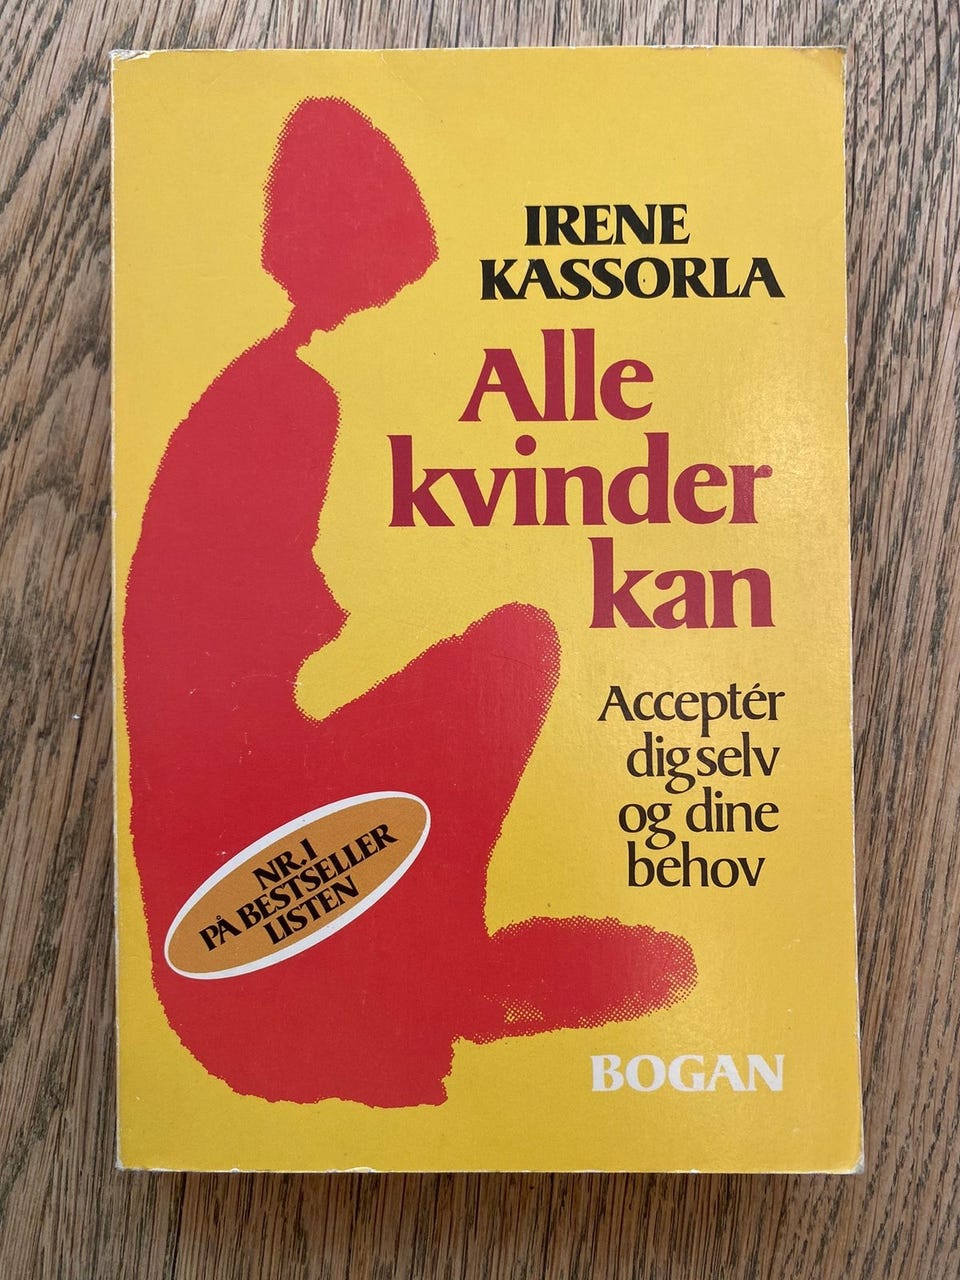 IRENE
KASSORLA
Alle
kvinder
kan
Acceptér
dig selv
og dine
behov
NR. 1
PÅ BESTSELLER
LISTEN
BOGAN